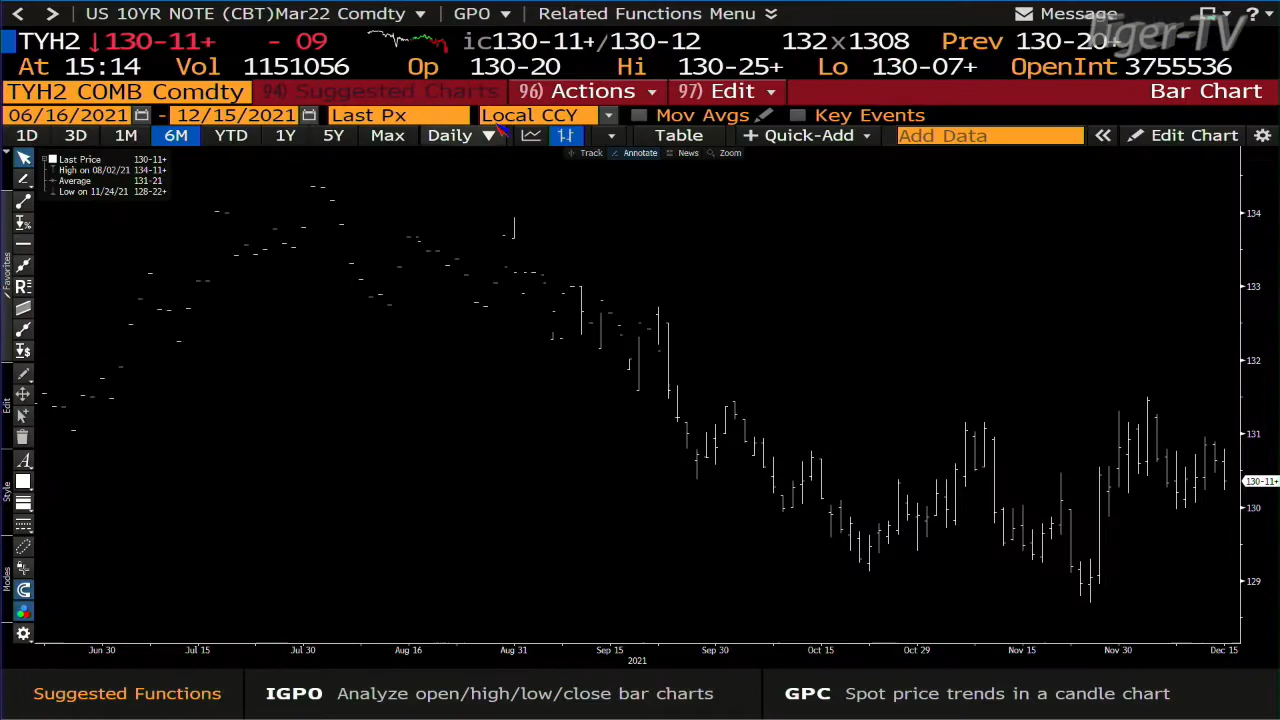 < > US 10YR NOTE (CBT)Mar22 Comdty GPO Related Functions Menu Message ?
TYH2 ↓130-11+ - 09 ic130-11+/130-12 132x1308 Prev 130-20+
At 15:14 Vol 1151056 Op 130-20 Hi 130-25+ Lo 130-07+ OpenInt 3755536
TYH2 COMB Comdty 94) Suggested Charts 96) Actions 97) Edit Bar Chart
06/16/2021 - 12/15/2021 Last Px Local CCY Mov Avgs Key Events
1D 3D 1M 6M YTD 1Y 5Y Max Daily ▼ Table + Quick-Add Add Data « Edit Chart
Track Annotate News Zoom
Last Price 130-11+
High on 08/02/21 134-11+
Average 131-21
Low on 11/24/21 128-22+
Favorites
Edit
Style
Modes
134
133
132
131
130-11+
130
129
Jun 30 Jul 15 Jul 30 Aug 16 Aug 31 Sep 15 Sep 30 Oct 15 Oct 29 Nov 15 Nov 30 Dec 15
2021
Suggested Functions IGPO Analyze open/high/low/close bar charts GPC Spot price trends in a candle chart